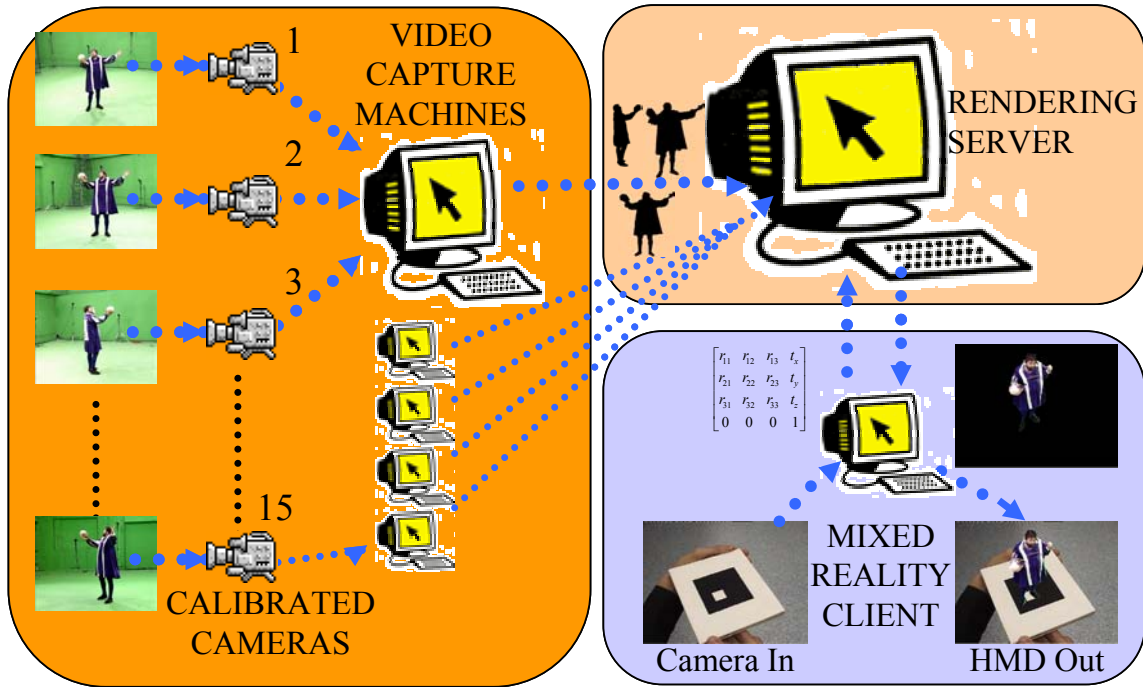 1
VIDEO
CAPTURE
MACHINES
2
3
15
CALIBRATED
CAMERAS
RENDERING
SERVER
r11 r12 r13 tx
r21 r22 r23 ty
r31 r32 r33 tz
0 0 0 1
MIXED
REALITY
CLIENT
Camera In
HMD Out